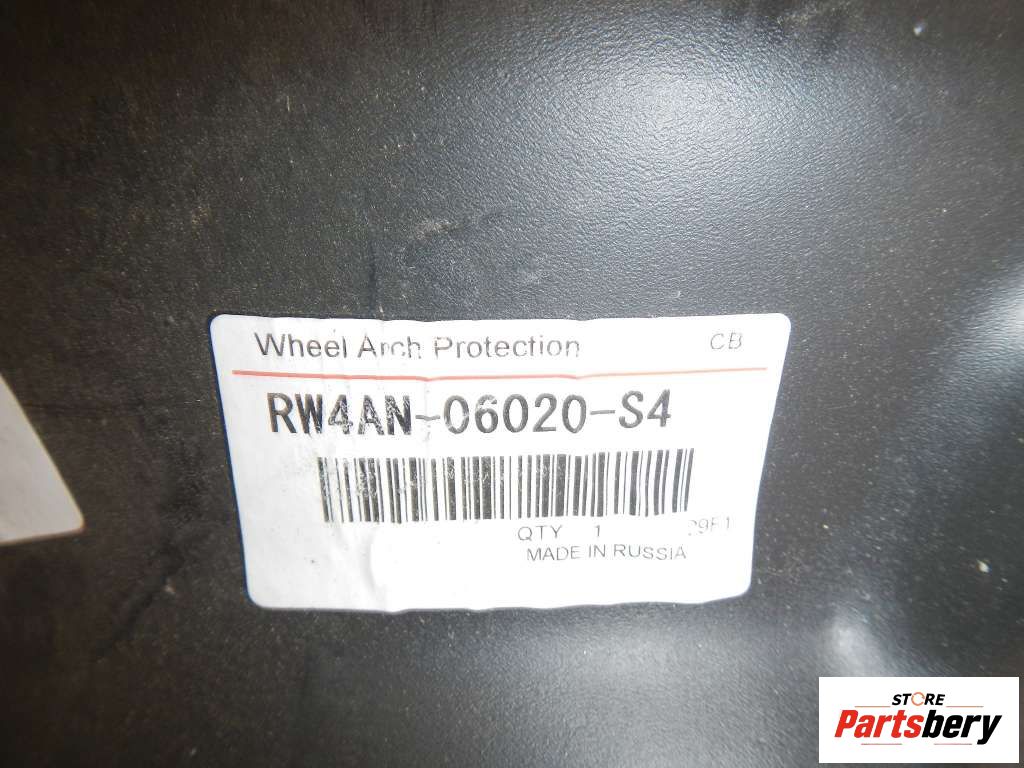 Wheel Arch Protection CB
RW4AN-06020-S4
QTY 1
MADE IN RUSSIA
STORE
Partsbery